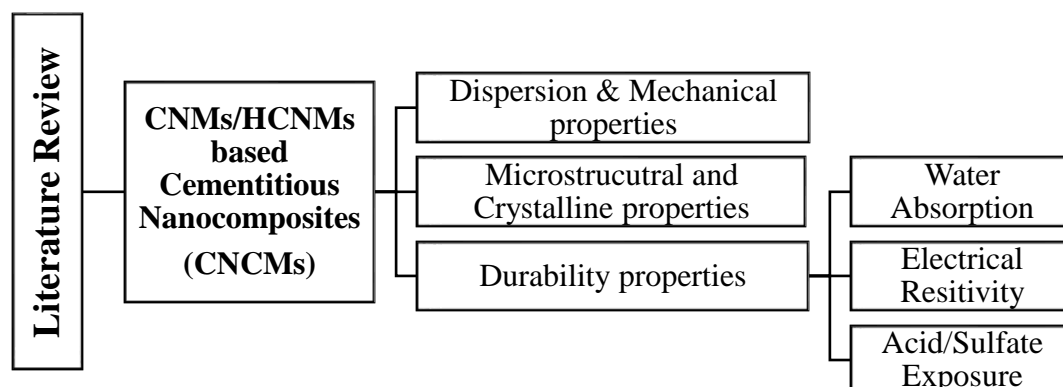 Literature Review
CNMs/HCNMs
based
Cementitious
Nanocomposites
(CNCMs)
Dispersion & Mechanical
properties
Microstrucutral and
Crystalline properties
Durability properties
Water
Absorption
Electrical
Resitivity
Acid/Sulfate
Exposure